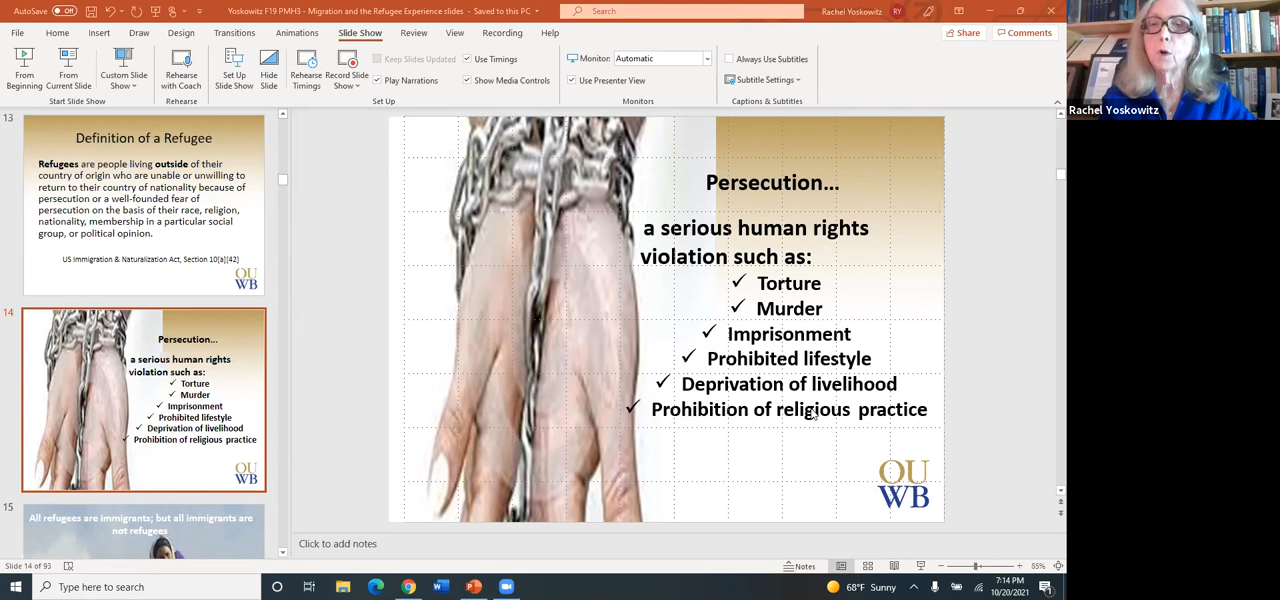 AutoSave
Off
Yoskowitz F19 PMH3 - Migration and the Refugee Experience slides - Saved to this PC
Search
Rachel Yoskowitz
RY
File Home Insert Draw Design Transitions Animations Slide Show Review View Recording Help
Share
Comments
From Beginning
From Current Slide
Custom Slide Show
Start Slide Show
Rehearse with Coach
Rehearse
Set Up Slide Show
Hide Slide
Rehearse Timings
Record Slide Show
Keep Slides Updated
Play Narrations
Use Timings
Show Media Controls
Set Up
Monitor: Automatic
Use Presenter View
Monitors
Always Use Subtitles
Subtitle Settings
Captions & Subtitles
Rachel Yoskowitz
13
Definition of a Refugee
Refugees are people living outside of their
country of origin who are unable or unwilling to
return to their country of nationality because of
persecution or a well-founded fear of
persecution on the basis of their race, religion,
nationality, membership in a particular social
group, or political opinion.
US Immigration & Naturalization Act, Section 10(a)[42]
OU
WB
14
Persecution...
a serious human rights
violation such as:
✓ Torture
✓ Murder
✓ Imprisonment
✓ Prohibited lifestyle
✓ Deprivation of livelihood
✓ Prohibition of religious practice
OU
WB
15
All refugees are immigrants; but all immigrants are
not refugees
Persecution...
a serious human rights
violation such as:
✓ Torture
✓ Murder
✓ Imprisonment
✓ Prohibited lifestyle
✓ Deprivation of livelihood
✓ Prohibition of religious practice
OU
WB
Click to add notes
Slide 14 of 93
Notes
85%
Type here to search
68°F Sunny
7:14 PM
10/20/2021
1